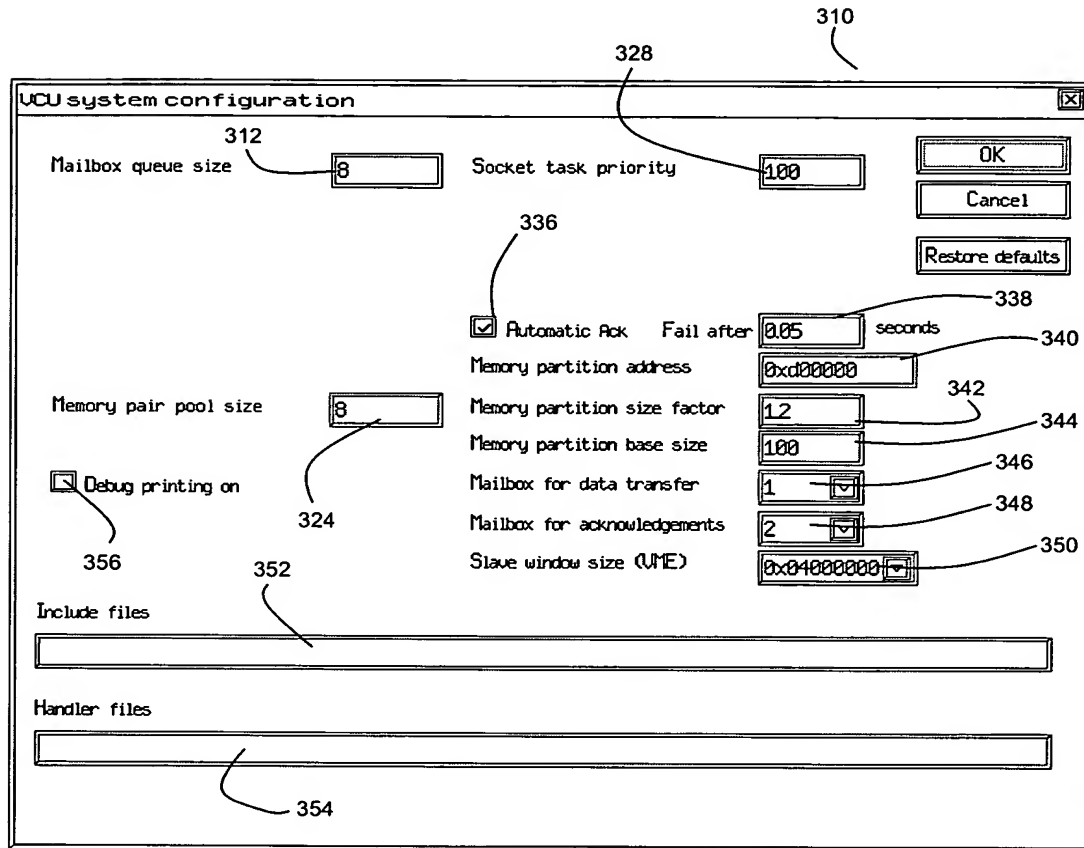 310
328
VCU system configuration
312
Mailbox queue size 8 Socket task priority 100 OK
Cancel
336
Restore defaults
338
Automatic Ack Fail after 0.05 seconds
340
Memory partition address 0xd00000
Memory pair pool size 8 Memory partition size factor 1.2
342
344
Memory partition base size 100
346
Debug printing on Mailbox for data transfer 1
324
348
Mailbox for acknowledgements 2
356
350
352
Slave window size (VME) 0x04000000
Include files
Handler files
354